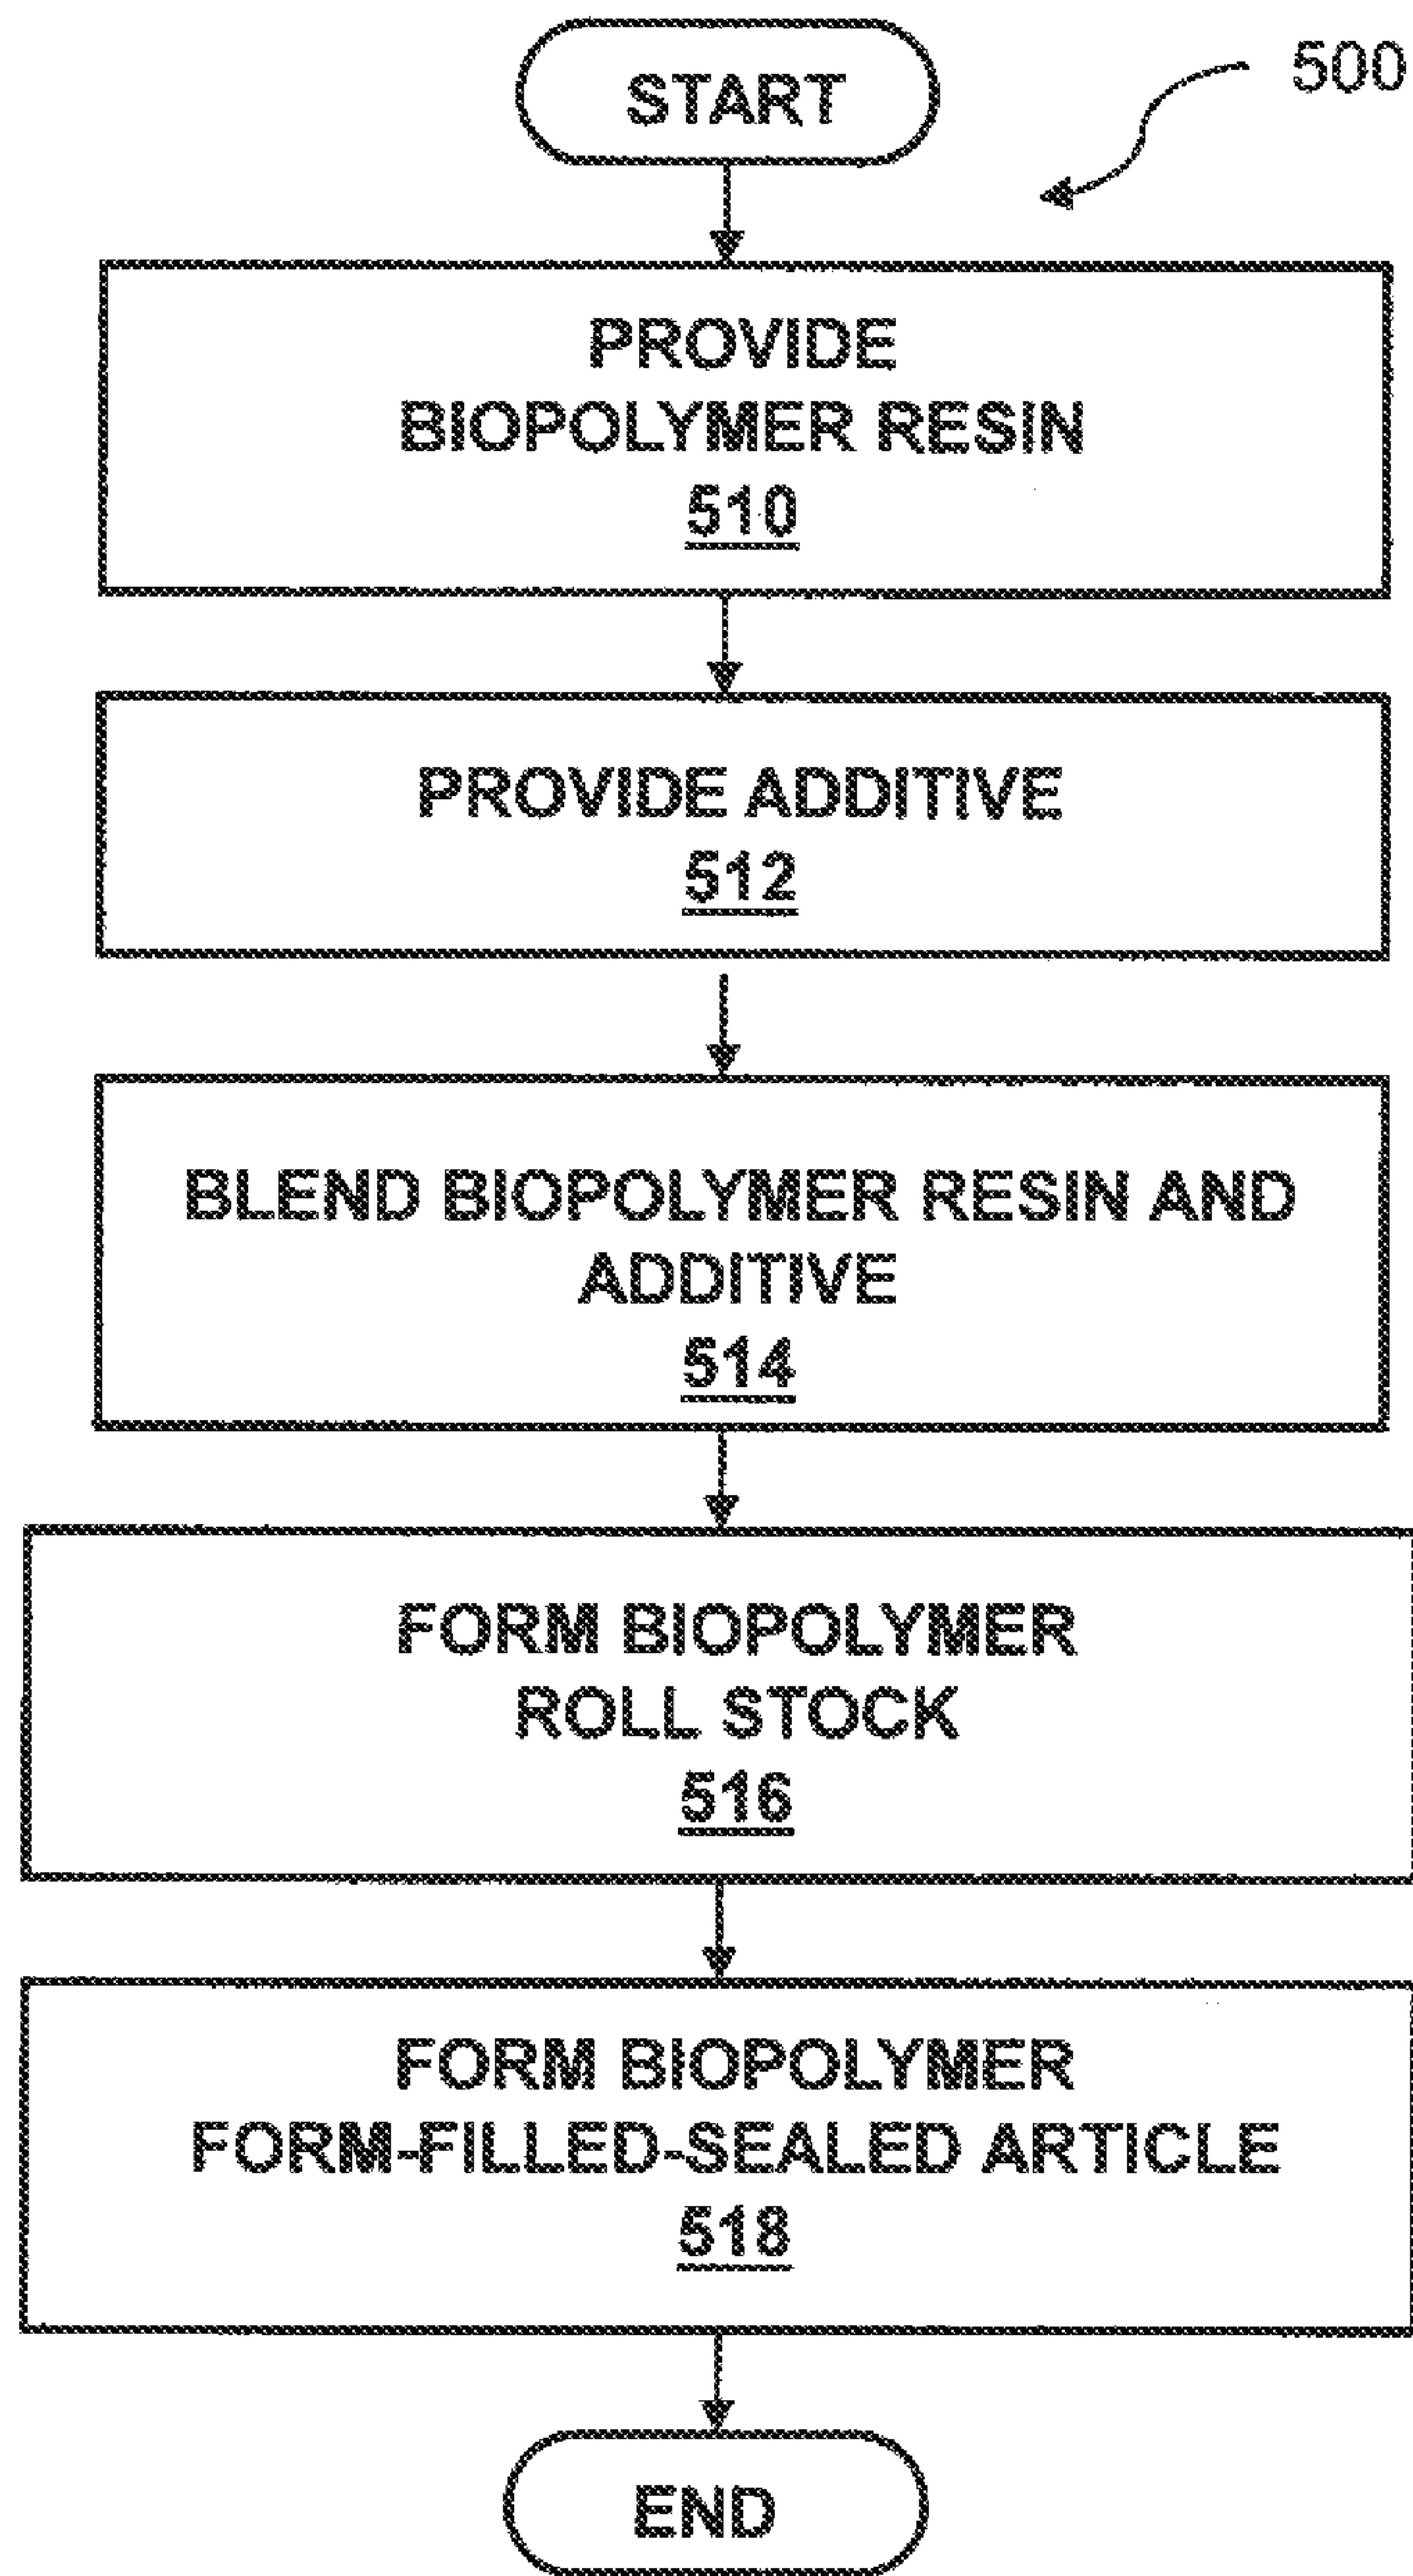 START
500
PROVIDE
BIOPOLYMER RESIN
510
PROVIDE ADDITIVE
512
BLEND BIOPOLYMER RESIN AND
ADDITIVE
514
FORM BIOPOLYMER
ROLL STOCK
516
FORM BIOPOLYMER
FORM-FILLED-SEALED ARTICLE
518
END